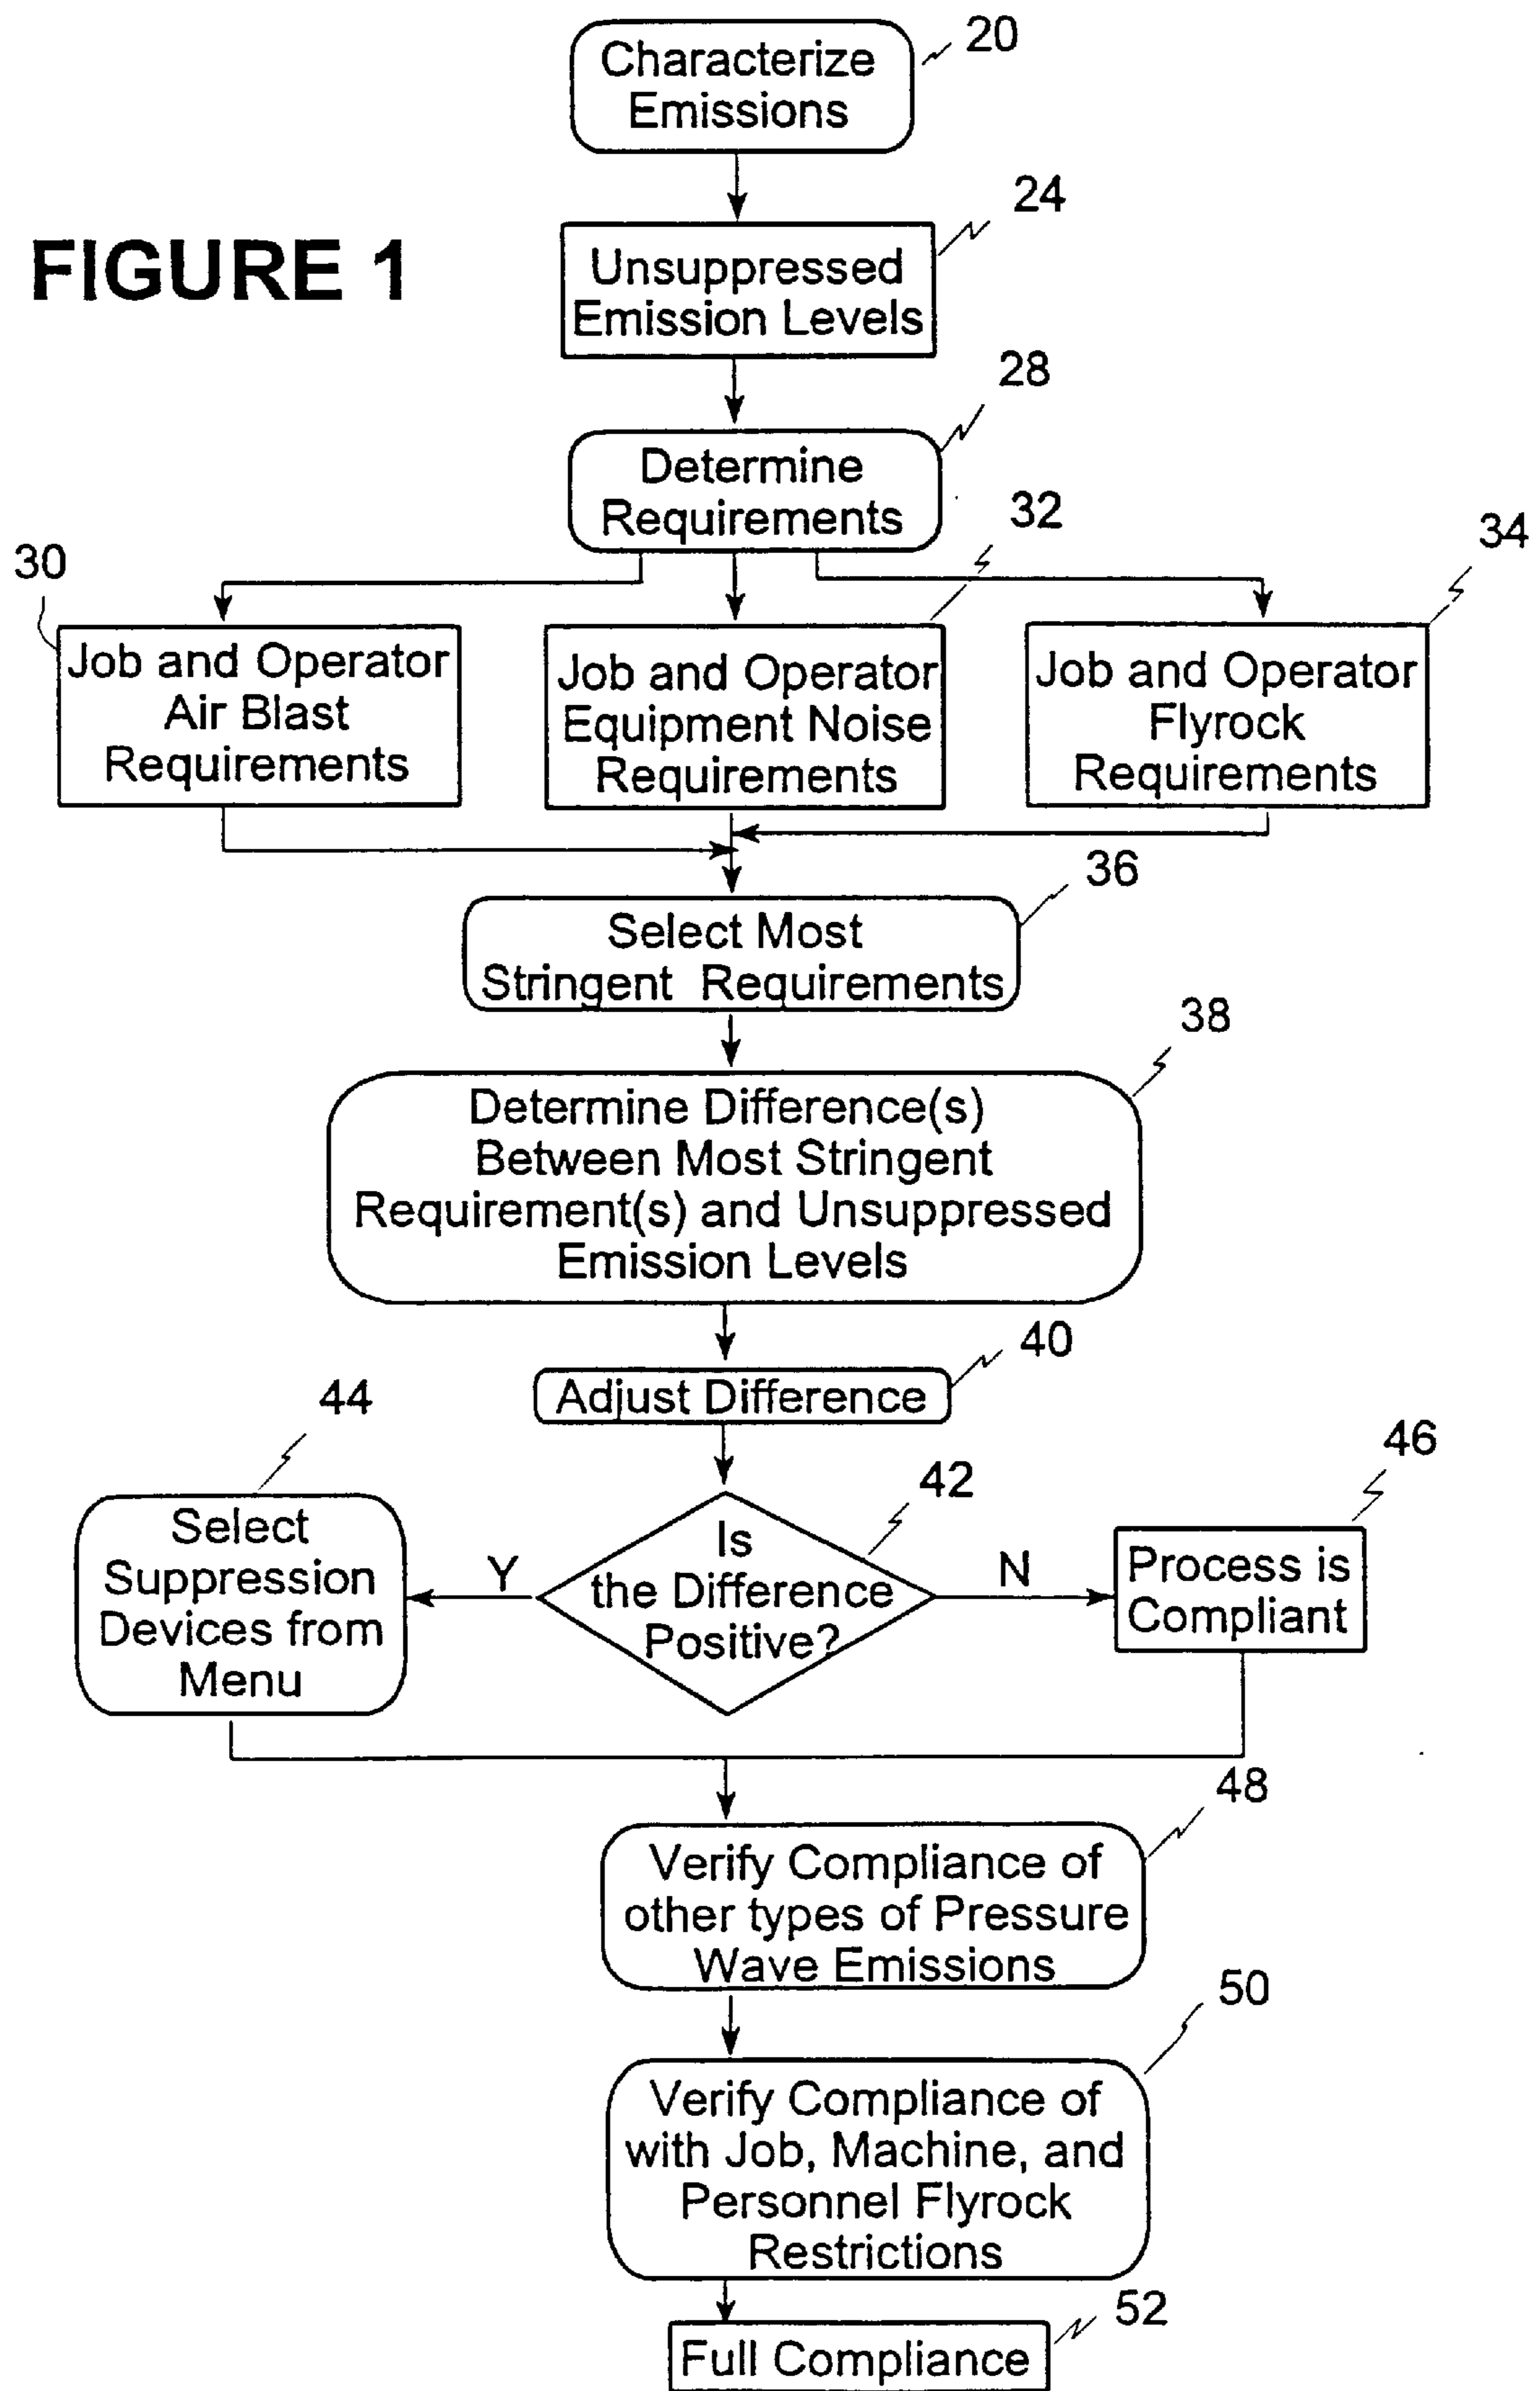 20
Characterize
Emissions
24
FIGURE 1
Unsuppressed
Emission Levels
28
Determine
Requirements
32
34
30
Job and Operator
Air Blast
Requirements
Job and Operator
Equipment Noise
Requirements
Job and Operator
Flyrock
Requirements
36
Select Most
Stringent Requirements
38
Determine Difference(s)
Between Most Stringent
Requirement(s) and Unsuppressed
Emission Levels
40
Adjust Difference
44
42
46
Select
Suppression
Devices from
Menu
Y
Is
the Difference
Positive?
N
Process is
Compliant
48
Verify Compliance of
other types of Pressure
Wave Emissions
50
Verify Compliance of
with Job, Machine, and
Personnel Flyrock
Restrictions
52
Full Compliance